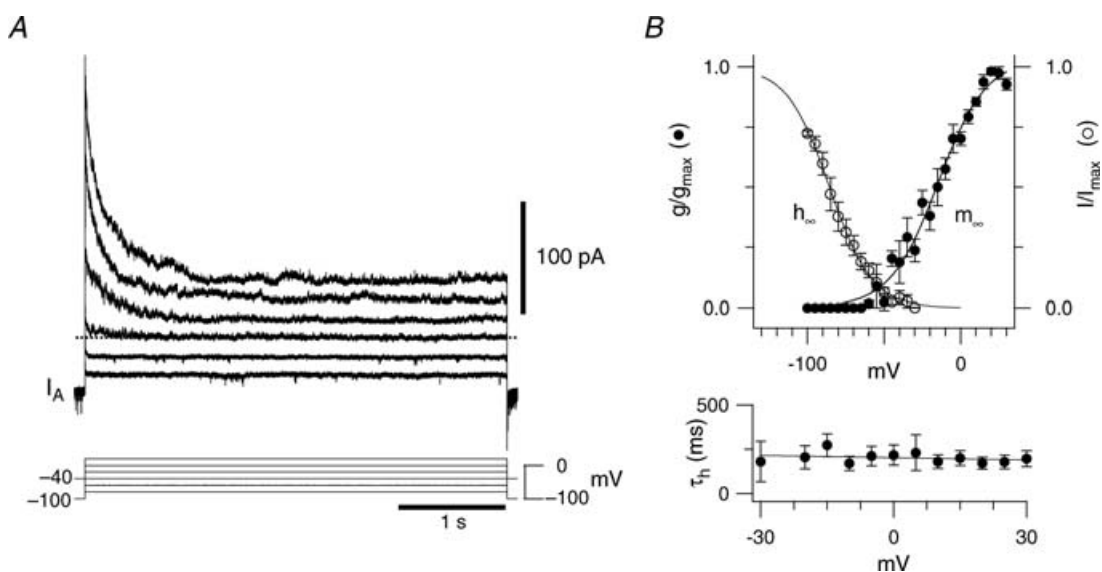 A
100 pA
I_A
−40
−100
0
−100
mV
1 s
B
1.0
g/g_max (●)
0.0
h_∞
m_∞
1.0
I/I_max (○)
0.0
-100
0
mV
500
τ_h (ms)
0
-30
0
30
mV